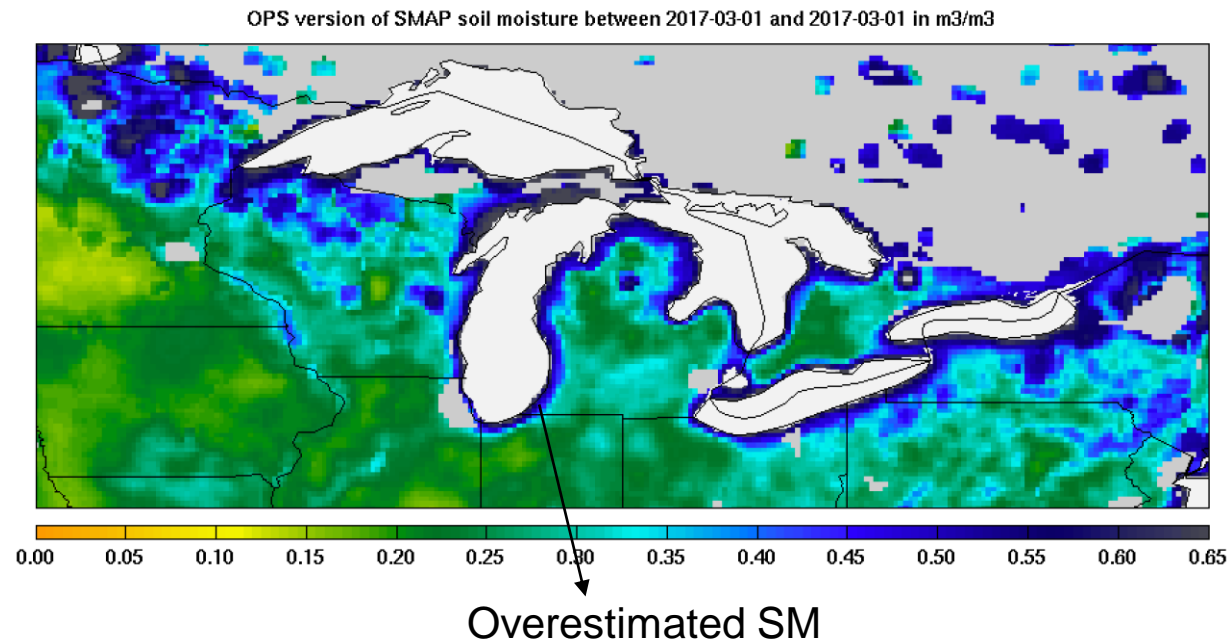 OPS version of SMAP soil moisture between 2017-03-01 and 2017-03-01 in m3/m3
0.00 0.05 0.10 0.15 0.20 0.25 0.30 0.35 0.40 0.45 0.50 0.55 0.60 0.65
Overestimated SM